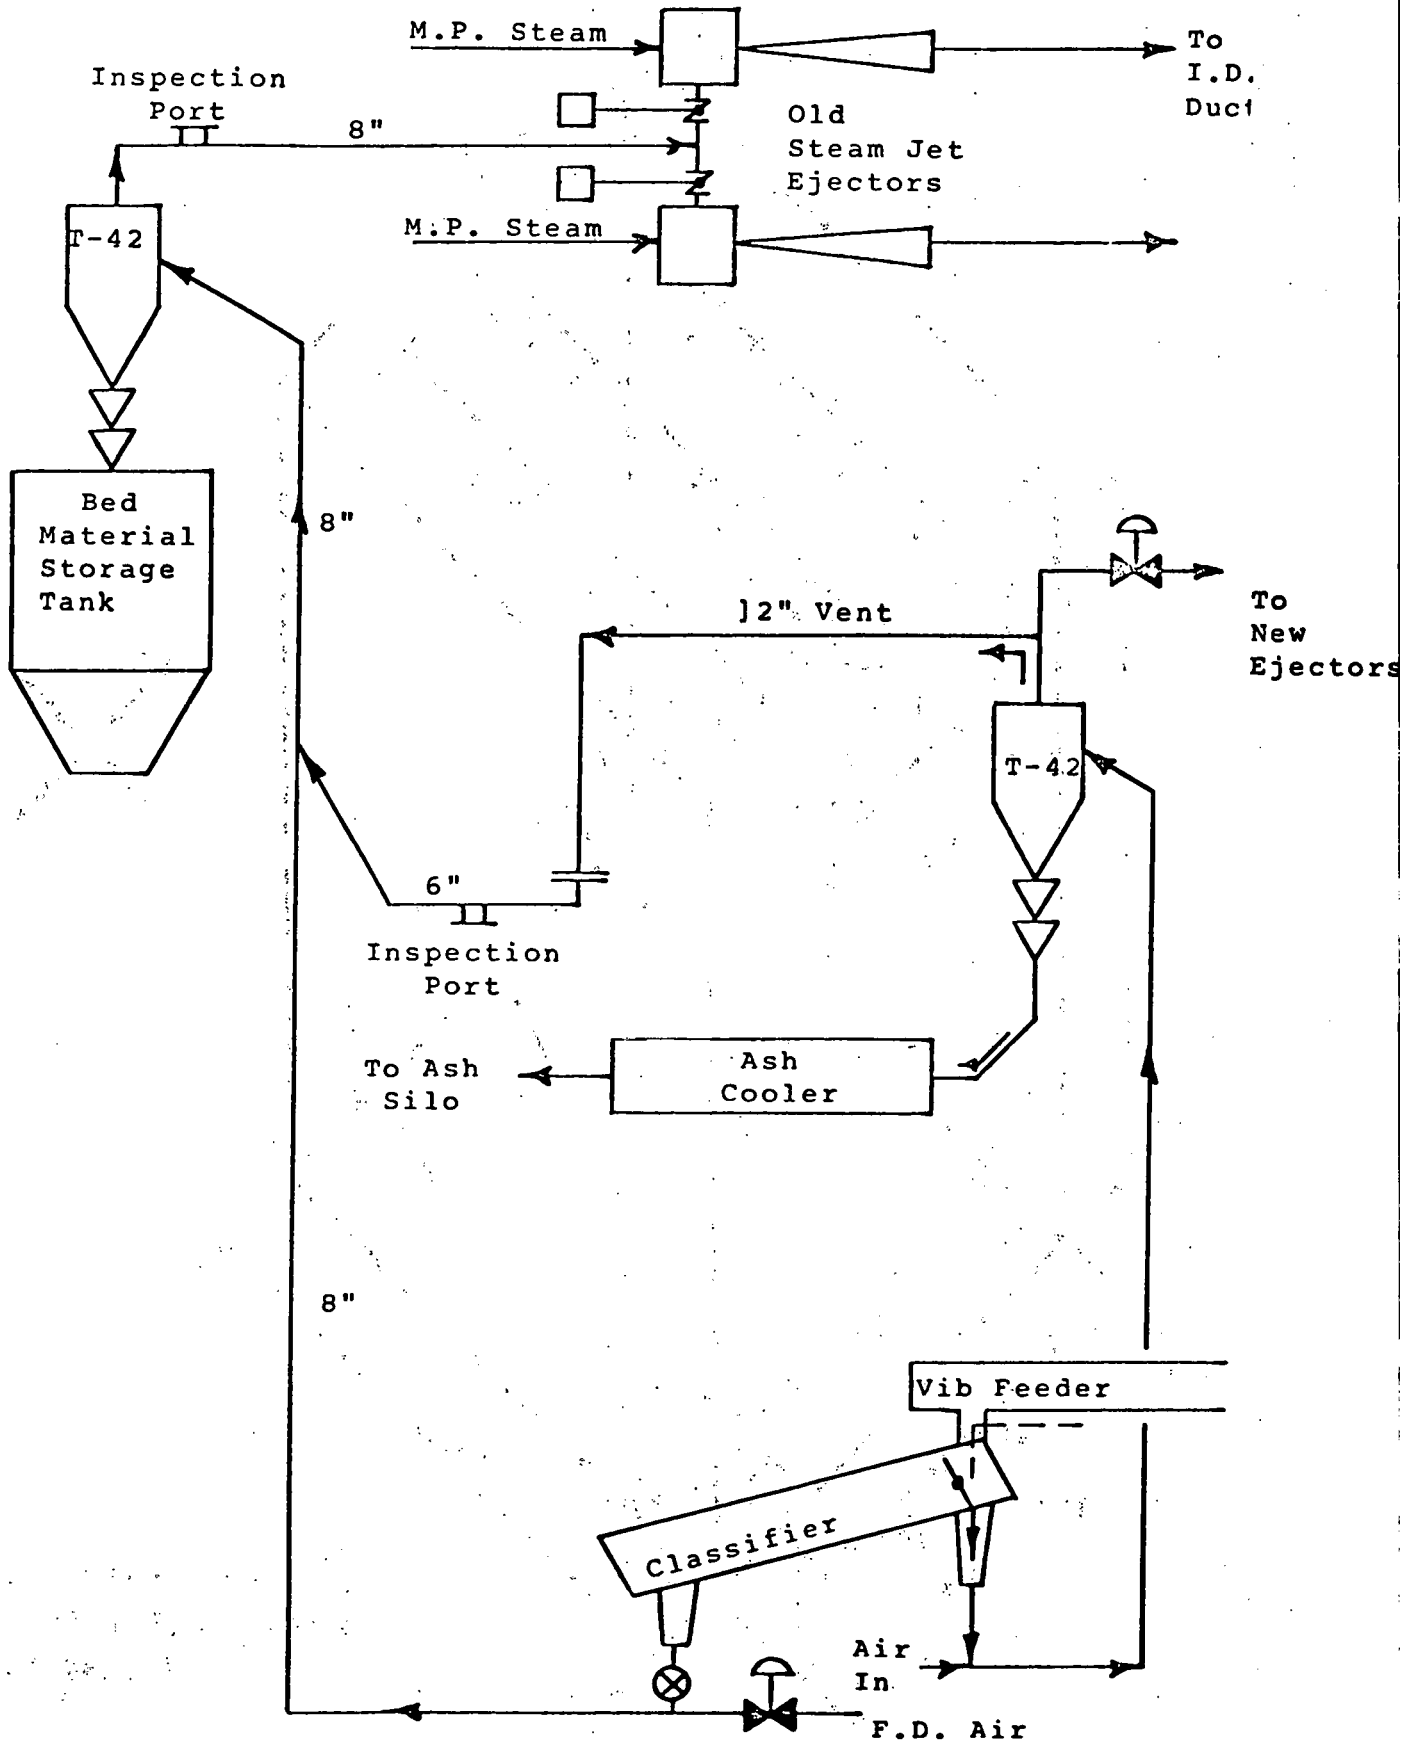 M.P. Steam
To
I.D.
Duct
Inspection
Port
8"
Old
Steam Jet
Ejectors
T-42
M.P. Steam
Bed
Material
Storage
Tank
8"
12" Vent
To
New
Ejectors
T-42
6"
Inspection
Port
To Ash
Silo
Ash
Cooler
8"
Vib Feeder
Classifier
Air
In
F.D. Air